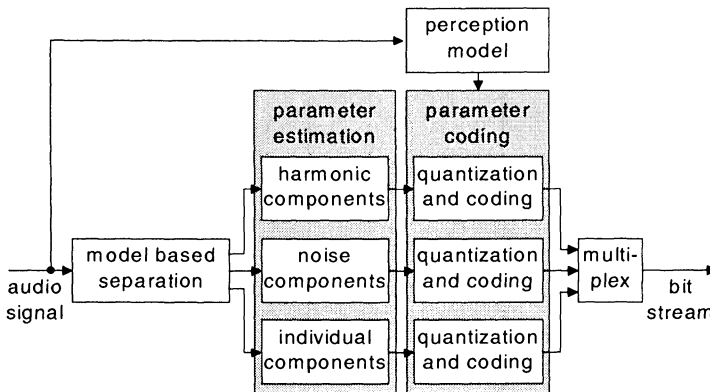 perception
model
parameter
estimation
parameter
coding
harmonic
components
quantization
and coding
audio
signal
model based
separation
noise
components
quantization
and coding
multi-
plex
bit
stream
individual
components
quantization
and coding